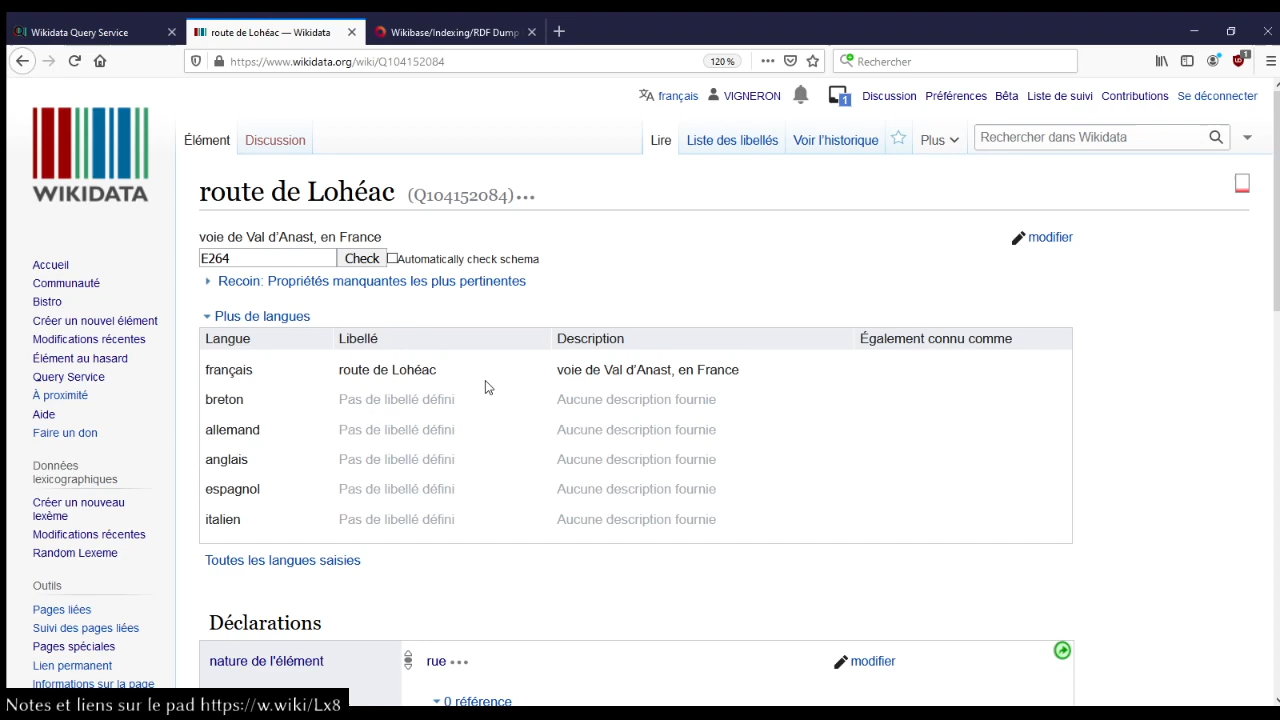 Wikidata Query Service
route de Lohéac — Wikidata
Wikibase/Indexing/RDF Dump
https://www.wikidata.org/wiki/Q104152084
120 %
Rechercher
1
français
VIGNERON
1
Discussion
Préférences
Bêta
Liste de suivi
Contributions
Se déconnecter
WIKIDATA
Élément
Discussion
Lire
Liste des libellés
Voir l'historique
Plus
Rechercher dans Wikidata
route de Lohéac (Q104152084)
voie de Val d'Anast, en France
modifier
E264
Check
Automatically check schema
Recoin: Propriétés manquantes les plus pertinentes
Plus de langues
Langue Libellé Description Également connu comme
français route de Lohéac voie de Val d'Anast, en France
breton Pas de libellé défini Aucune description fournie
allemand Pas de libellé défini Aucune description fournie
anglais Pas de libellé défini Aucune description fournie
espagnol Pas de libellé défini Aucune description fournie
italien Pas de libellé défini Aucune description fournie
Toutes les langues saisies
Déclarations
nature de l'élément
rue
modifier
0 référence
Accueil
Communauté
Bistro
Créer un nouvel élément
Modifications récentes
Élément au hasard
Query Service
À proximité
Aide
Faire un don
Données
lexicographiques
Créer un nouveau
lexème
Modifications récentes
Random Lexeme
Outils
Pages liées
Suivi des pages liées
Pages spéciales
Lien permanent
Informations sur la page
Notes et liens sur le pad https://w.wiki/Lx8